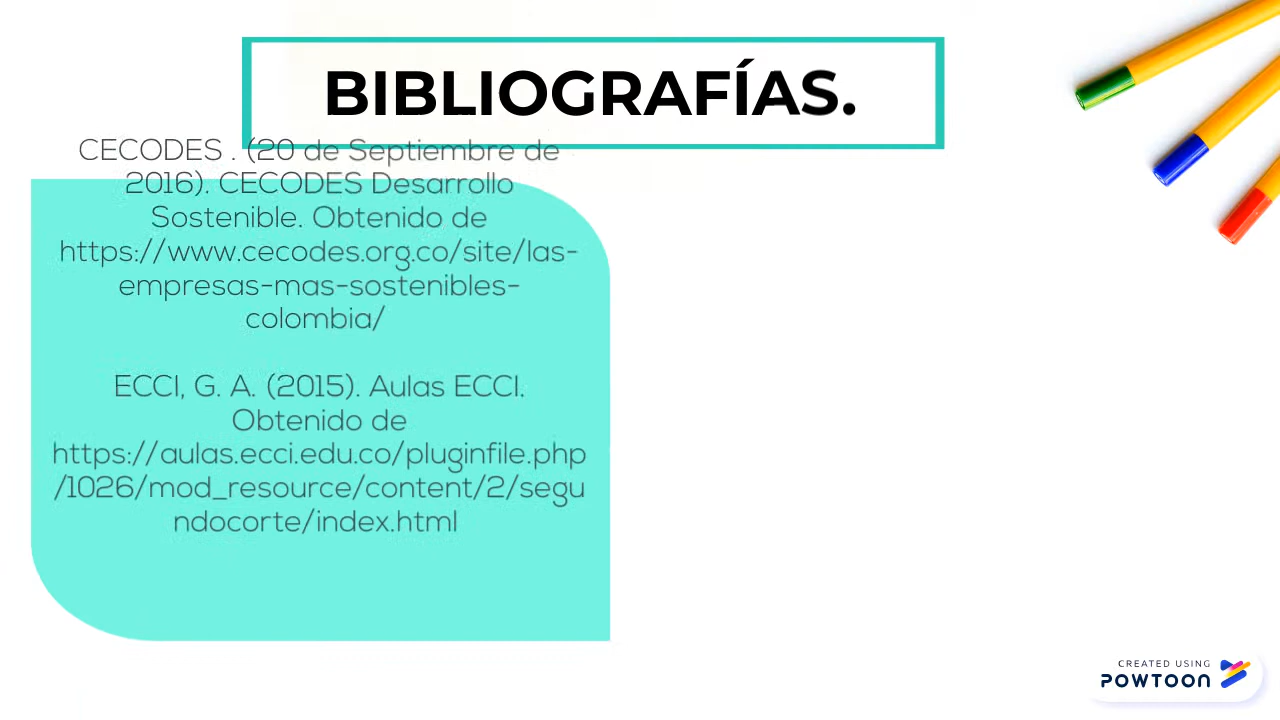 BIBLIOGRAFÍAS.
CECODES . (20 de Septiembre de
2016). CECODES Desarrollo
Sostenible. Obtenido de
https://www.cecodes.org.co/site/las-
empresas-mas-sostenibles-
colombia/
ECCI, G. A. (2015). Aulas ECCI.
Obtenido de
https://aulas.ecci.edu.co/pluginfile.php
/1026/mod_resource/content/2/segu
ndocorte/index.html
CREATED USING
POWTOON